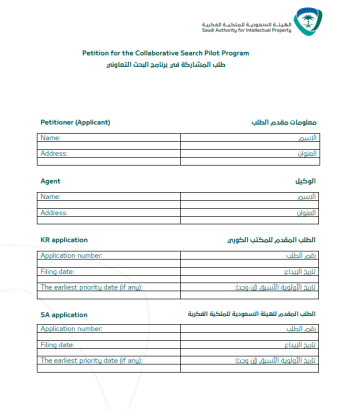 الهيئة السعودية للملكية الفكرية
Saudi Authority for Intellectual Property
Petition for the Collaborative Search Pilot Program
طلب المشاركة في برنامج البحث التعاوني
Petitioner (Applicant) معلومات مقدم الطلب
Name: الاسم
Address: العنوان
Agent الوكيل
Name: الاسم
Address: العنوان
KR application الطلب المقدم للمكتب الكوري
Application number: رقم الطلب
Filing date: تاريخ الإيداع
The earliest priority date (if any): تاريخ الأولوية الأسبق (إن وجد):
SA application الطلب المقدم للهيئة السعودية للملكية الفكرية
Application number: رقم الطلب
Filing date: تاريخ الإيداع
The earliest priority date (if any): تاريخ الأولوية الأسبق (إن وجد):